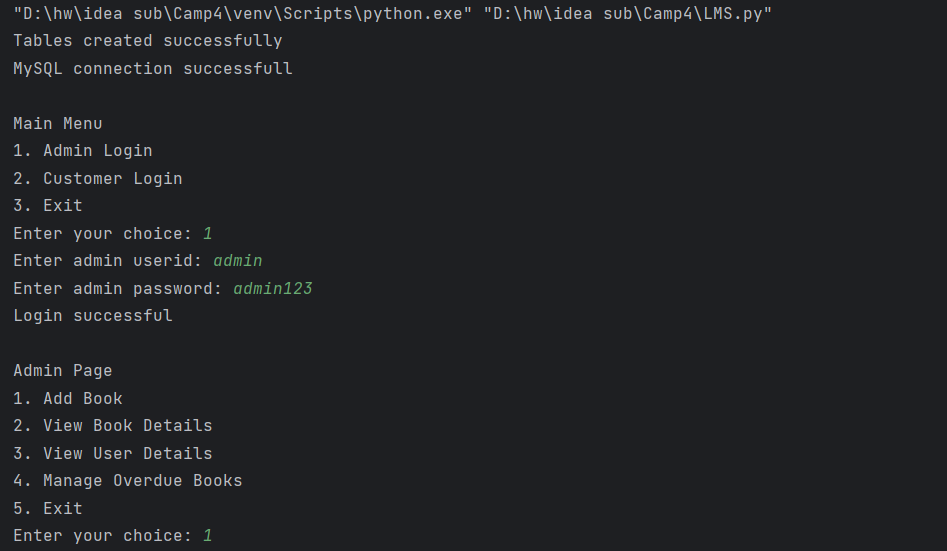 "D:\hw\idea sub\Camp4\venv\Scripts\python.exe" "D:\hw\idea sub\Camp4\LMS.py"
Tables created successfully
MySQL connection successfull
Main Menu
1. Admin Login
2. Customer Login
3. Exit
Enter your choice: 1
Enter admin userid: admin
Enter admin password: admin123
Login successful
Admin Page
1. Add Book
2. View Book Details
3. View User Details
4. Manage Overdue Books
5. Exit
Enter your choice: 1